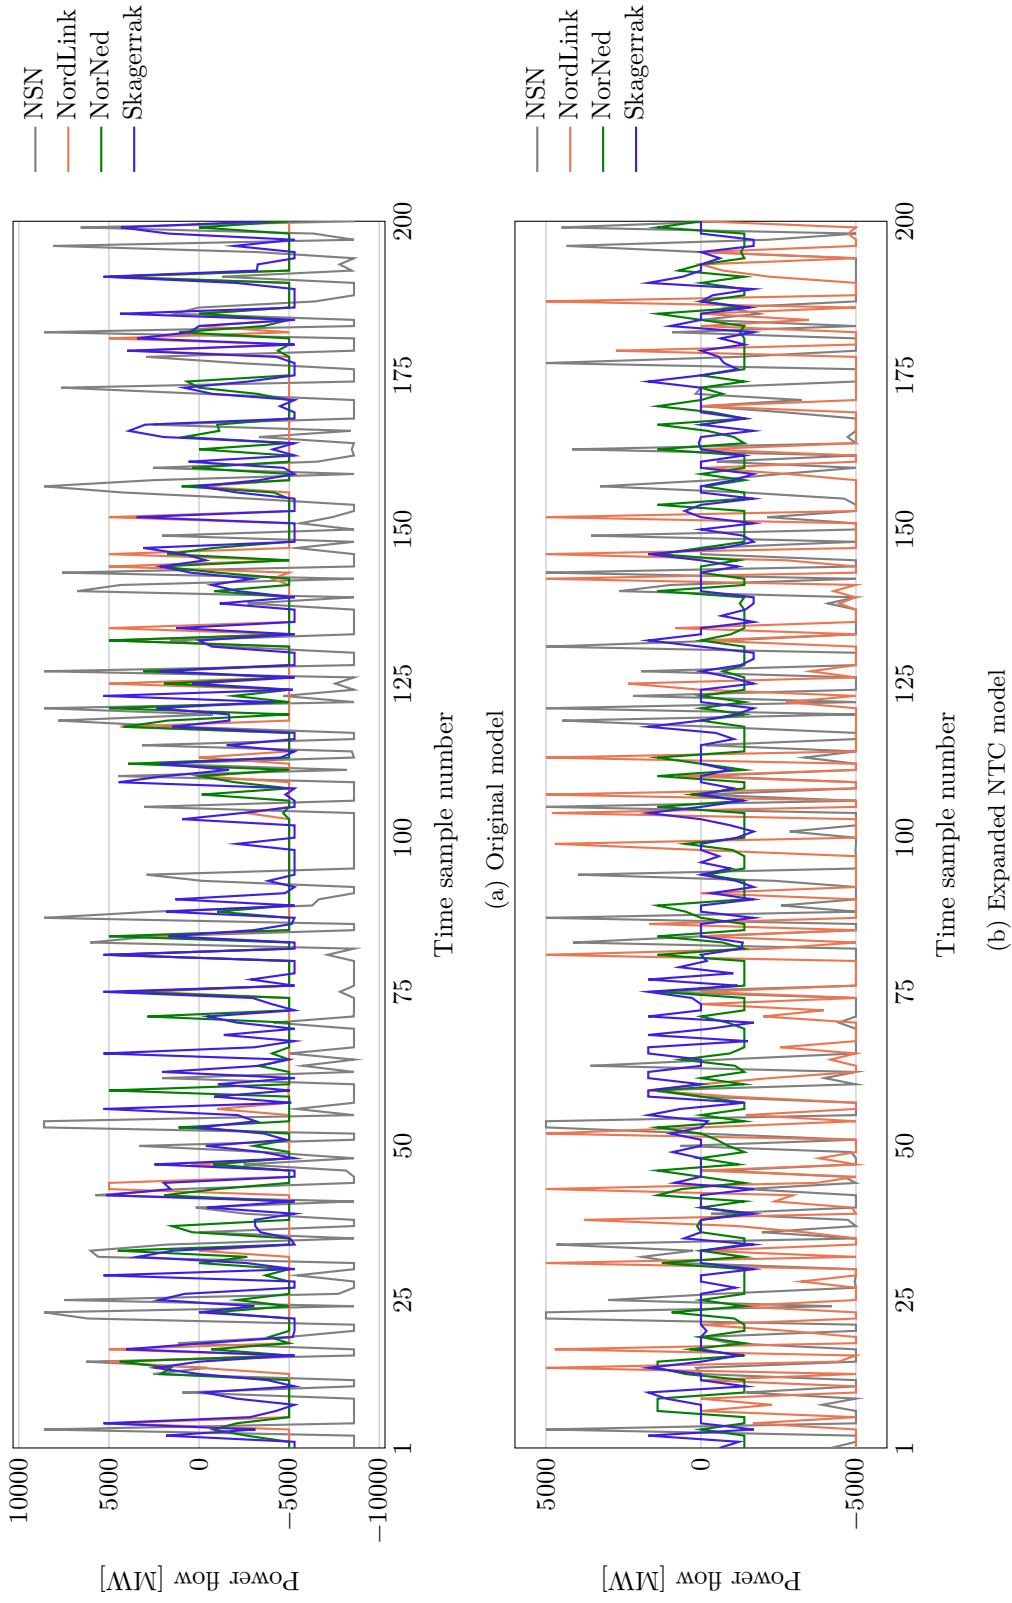 10000
5000
0
−5000
−10000
Power flow [MW]
1
25
50
75
100
125
150
175
200
Time sample number
NSN
NordLink
NorNed
Skagerrak
(a) Original model
5000
0
−5000
Power flow [MW]
1
25
50
75
100
125
150
175
200
Time sample number
NSN
NordLink
NorNed
Skagerrak
(b) Expanded NTC model